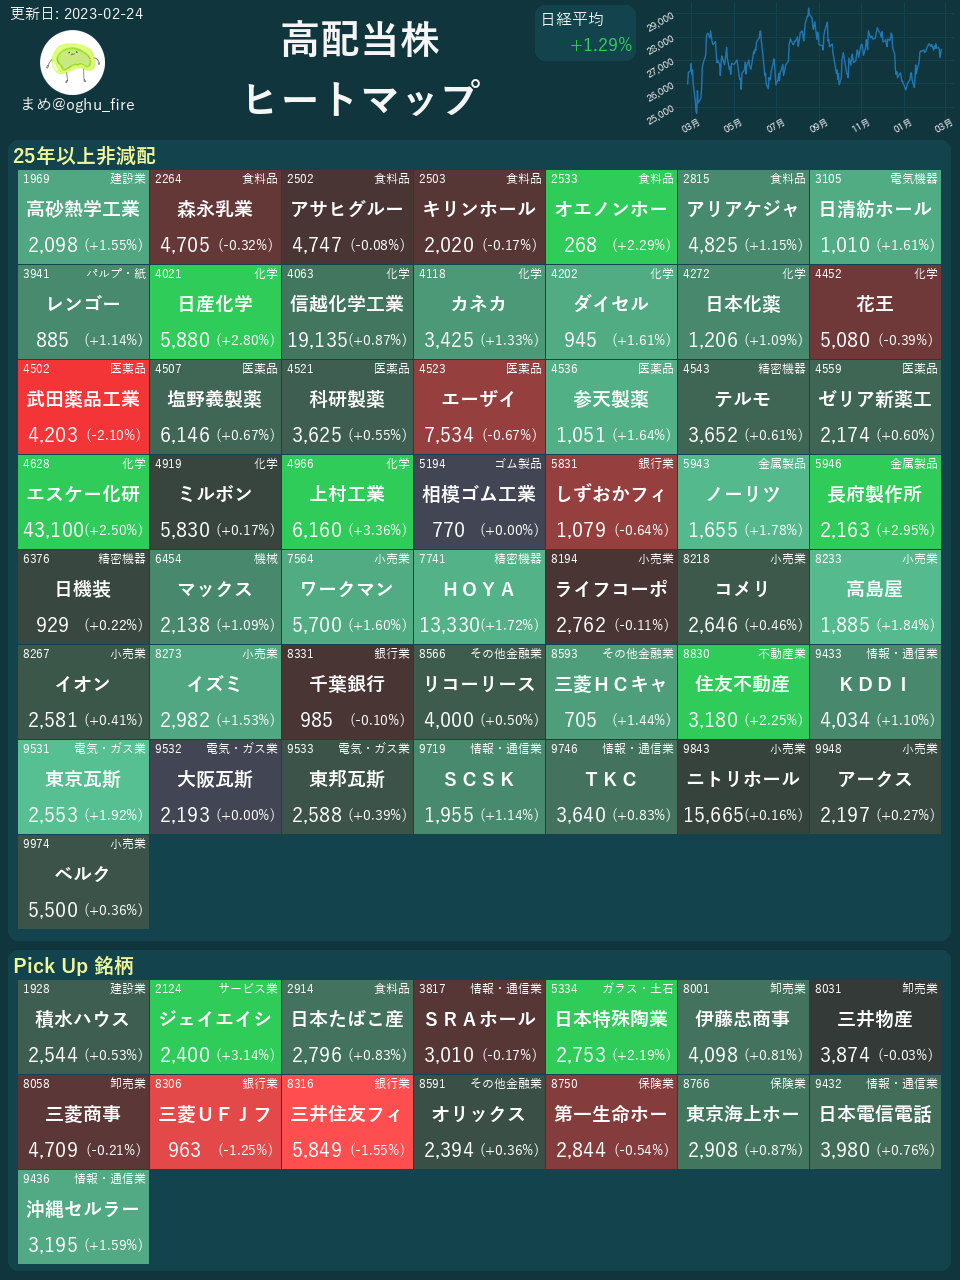 更新日: 2023-02-24
まめ@oghu_fire
高配当株
ヒートマップ
日経平均
+1.29%
29,000
28,000
27,000
26,000
25,000
03月 05月 07月 09月 11月 01月 03月
25年以上非減配
1969 建設業 2264 食料品 2502 食料品 2503 食料品 2533 食料品 2815 食料品 3105 電気機器
高砂熱学工業 森永乳業 アサヒグルー キリンホール オエノンホー アリアケジャ 日清紡ホール
2,098 (+1.55%) 4,705 (-0.32%) 4,747 (-0.08%) 2,020 (-0.17%) 268 (+2.29%) 4,825 (+1.15%) 1,010 (+1.61%)
3941 パルプ・紙 4021 化学 4063 化学 4118 化学 4202 化学 4272 化学 4452 化学
レンゴー 日産化学 信越化学工業 カネカ ダイセル 日本化薬 花王
885 (+1.14%) 5,880 (+2.80%) 19,135(+0.87%) 3,425 (+1.33%) 945 (+1.61%) 1,206 (+1.09%) 5,080 (-0.39%)
4502 医薬品 4507 医薬品 4521 医薬品 4523 医薬品 4536 医薬品 4543 精密機器 4559 医薬品
武田薬品工業 塩野義製薬 科研製薬 エーザイ 参天製薬 テルモ ゼリア新薬工
4,203 (-2.10%) 6,146 (+0.67%) 3,625 (+0.55%) 7,534 (-0.67%) 1,051 (+1.64%) 3,652 (+0.61%) 2,174 (+0.60%)
4628 化学 4919 化学 4966 化学 5194 ゴム製品 5831 銀行業 5943 金属製品 5946 金属製品
エスケー化研 ミルボン 上村工業 相模ゴム工業 しずおかフィ ノーリツ 長府製作所
43,100(+2.50%) 5,830 (+0.17%) 6,160 (+3.36%) 770 (+0.00%) 1,079 (-0.64%) 1,655 (+1.78%) 2,163 (+2.95%)
6376 精密機器 6454 機械 7564 小売業 7741 精密機器 8194 小売業 8218 小売業 8233 小売業
日機装 マックス ワークマン ＨＯＹＡ ライフコーポ コメリ 高島屋
929 (+0.22%) 2,138 (+1.09%) 5,700 (+1.60%) 13,330(+1.72%) 2,762 (-0.11%) 2,646 (+0.46%) 1,885 (+1.84%)
8267 小売業 8273 小売業 8331 銀行業 8566 その他金融業 8593 その他金融業 8830 不動産業 9433 情報・通信業
イオン イズミ 千葉銀行 リコーリース 三菱ＨＣキャ 住友不動産 ＫＤＤＩ
2,581 (+0.41%) 2,982 (+1.53%) 985 (-0.10%) 4,000 (+0.50%) 705 (+1.44%) 3,180 (+2.25%) 4,034 (+1.10%)
9531 電気・ガス業 9532 電気・ガス業 9533 電気・ガス業 9719 情報・通信業 9746 情報・通信業 9843 小売業 9948 小売業
東京瓦斯 大阪瓦斯 東邦瓦斯 ＳＣＳＫ ＴＫＣ ニトリホール アークス
2,553 (+1.92%) 2,193 (+0.00%) 2,588 (+0.39%) 1,955 (+1.14%) 3,640 (+0.83%) 15,665(+0.16%) 2,197 (+0.27%)
9974 小売業
ベルク
5,500 (+0.36%)
Pick Up 銘柄
1928 建設業 2124 サービス業 2914 食料品 3817 情報・通信業 5334 ガラス・土石 8001 卸売業 8031 卸売業
積水ハウス ジェイエイシ 日本たばこ産 ＳＲＡホール 日本特殊陶業 伊藤忠商事 三井物産
2,544 (+0.53%) 2,400 (+3.14%) 2,796 (+0.83%) 3,010 (-0.17%) 2,753 (+2.19%) 4,098 (+0.81%) 3,874 (-0.03%)
8058 卸売業 8306 銀行業 8316 銀行業 8591 その他金融業 8750 保険業 8766 保険業 9432 情報・通信業
三菱商事 三菱ＵＦＪフ 三井住友フィ オリックス 第一生命ホー 東京海上ホー 日本電信電話
4,709 (-0.21%) 963 (-1.25%) 5,849 (-1.55%) 2,394 (+0.36%) 2,844 (-0.54%) 2,908 (+0.87%) 3,980 (+0.76%)
9436 情報・通信業
沖縄セルラー
3,195 (+1.59%)